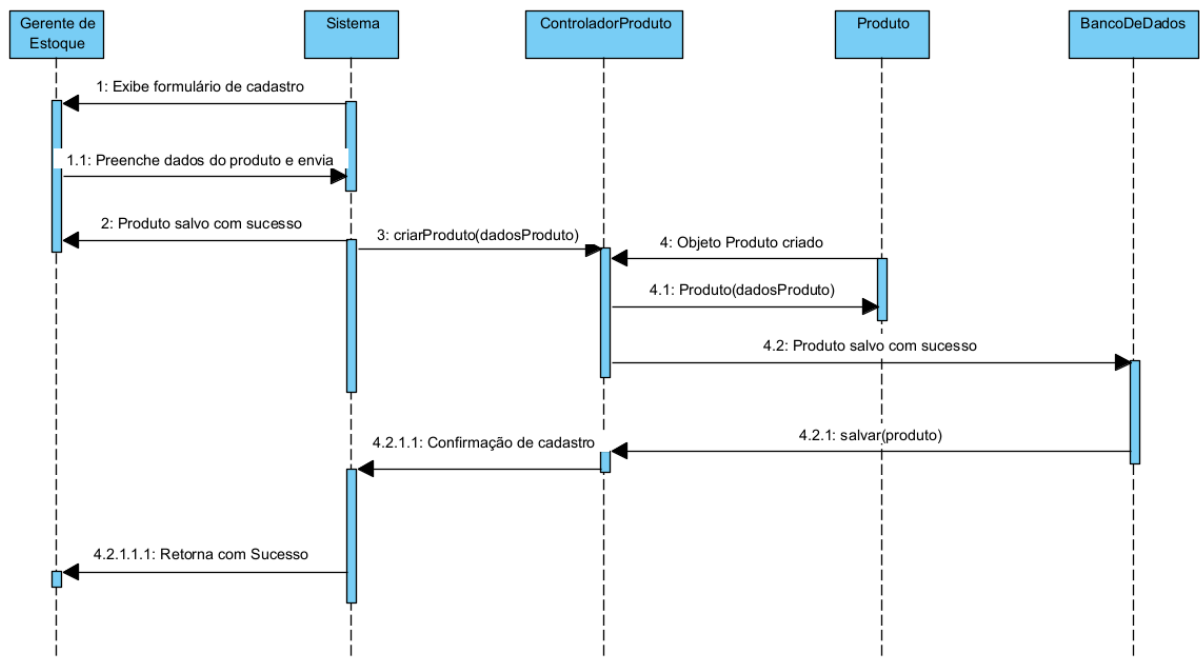 Gerente de
Estoque
Sistema
ControladorProduto
Produto
BancoDeDados
1: Exibe formulário de cadastro
1.1: Preenche dados do produto e envia
2: Produto salvo com sucesso
3: criarProduto(dadosProduto)
4: Objeto Produto criado
4.1: Produto(dadosProduto)
4.2: Produto salvo com sucesso
4.2.1: salvar(produto)
4.2.1.1: Confirmação de cadastro
4.2.1.1.1: Retorna com Sucesso